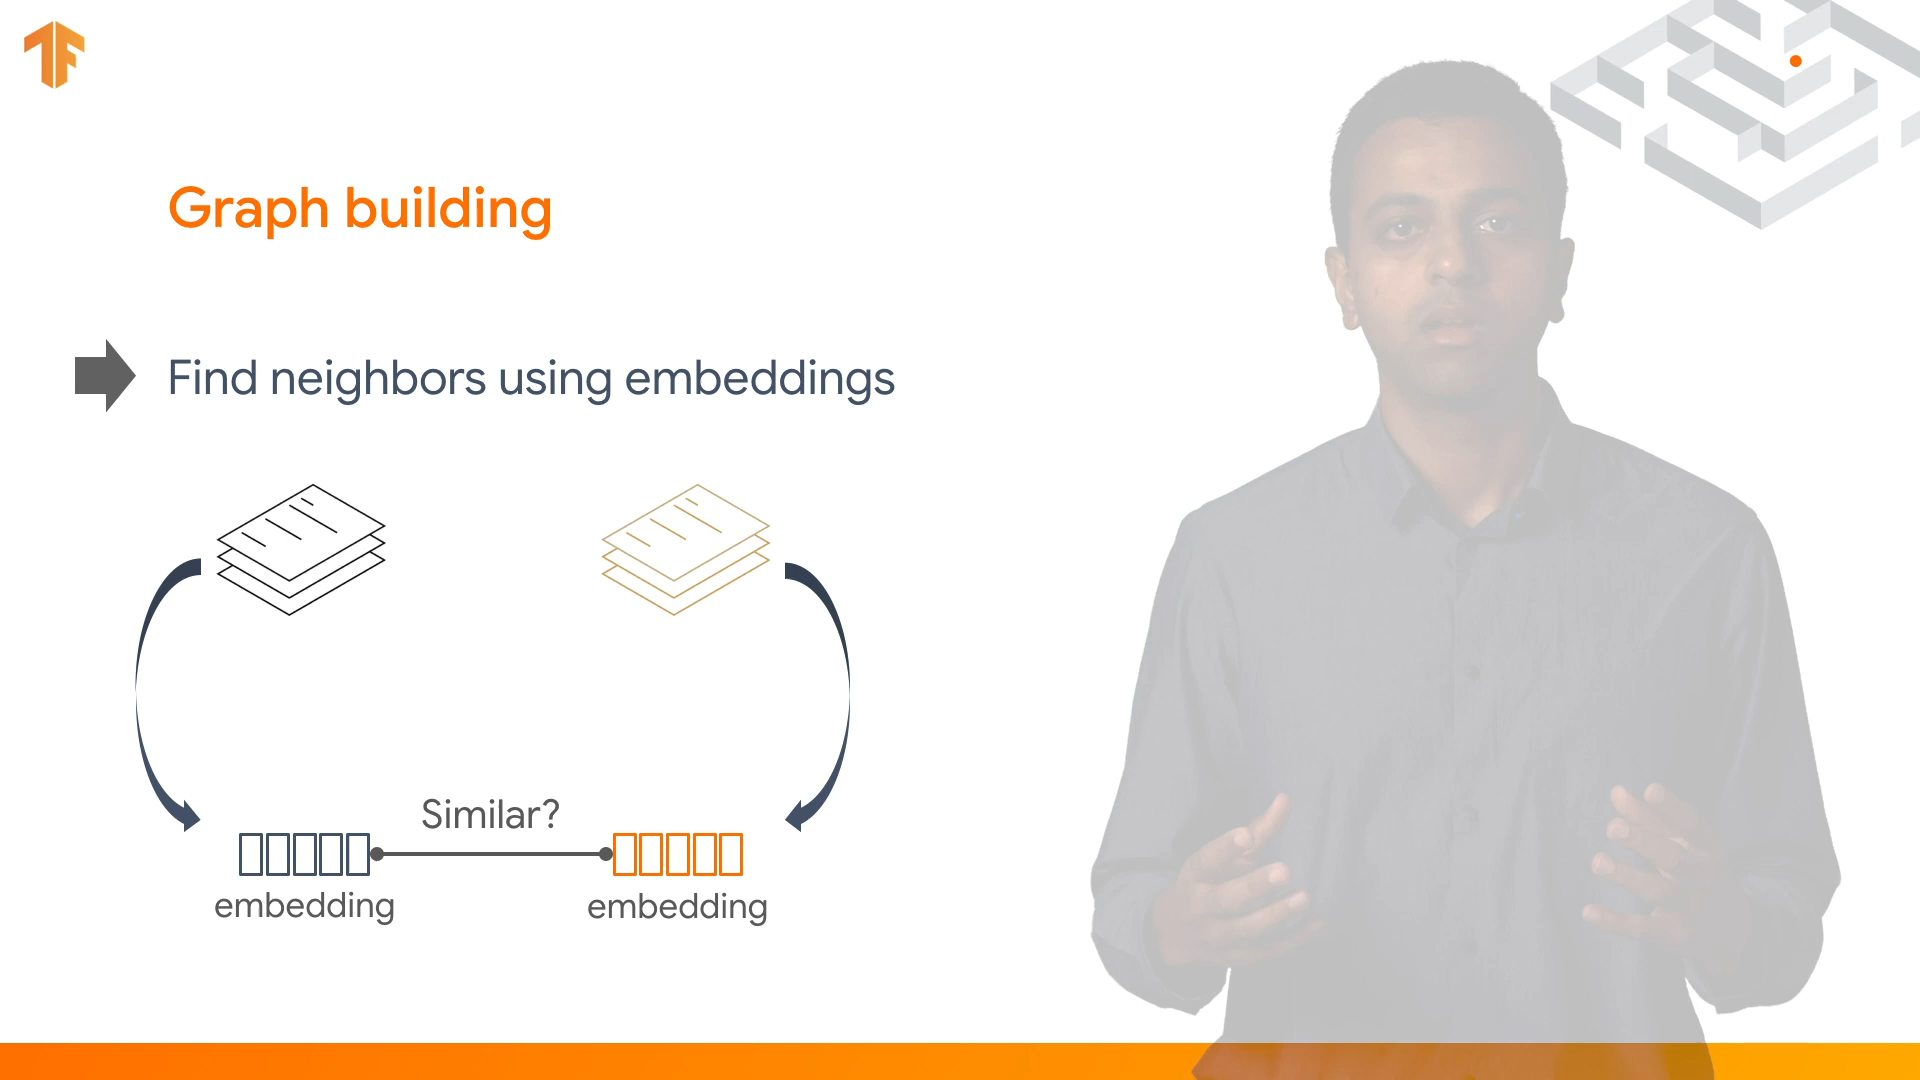 Graph building
Find neighbors using embeddings
Similar?
embedding
embedding